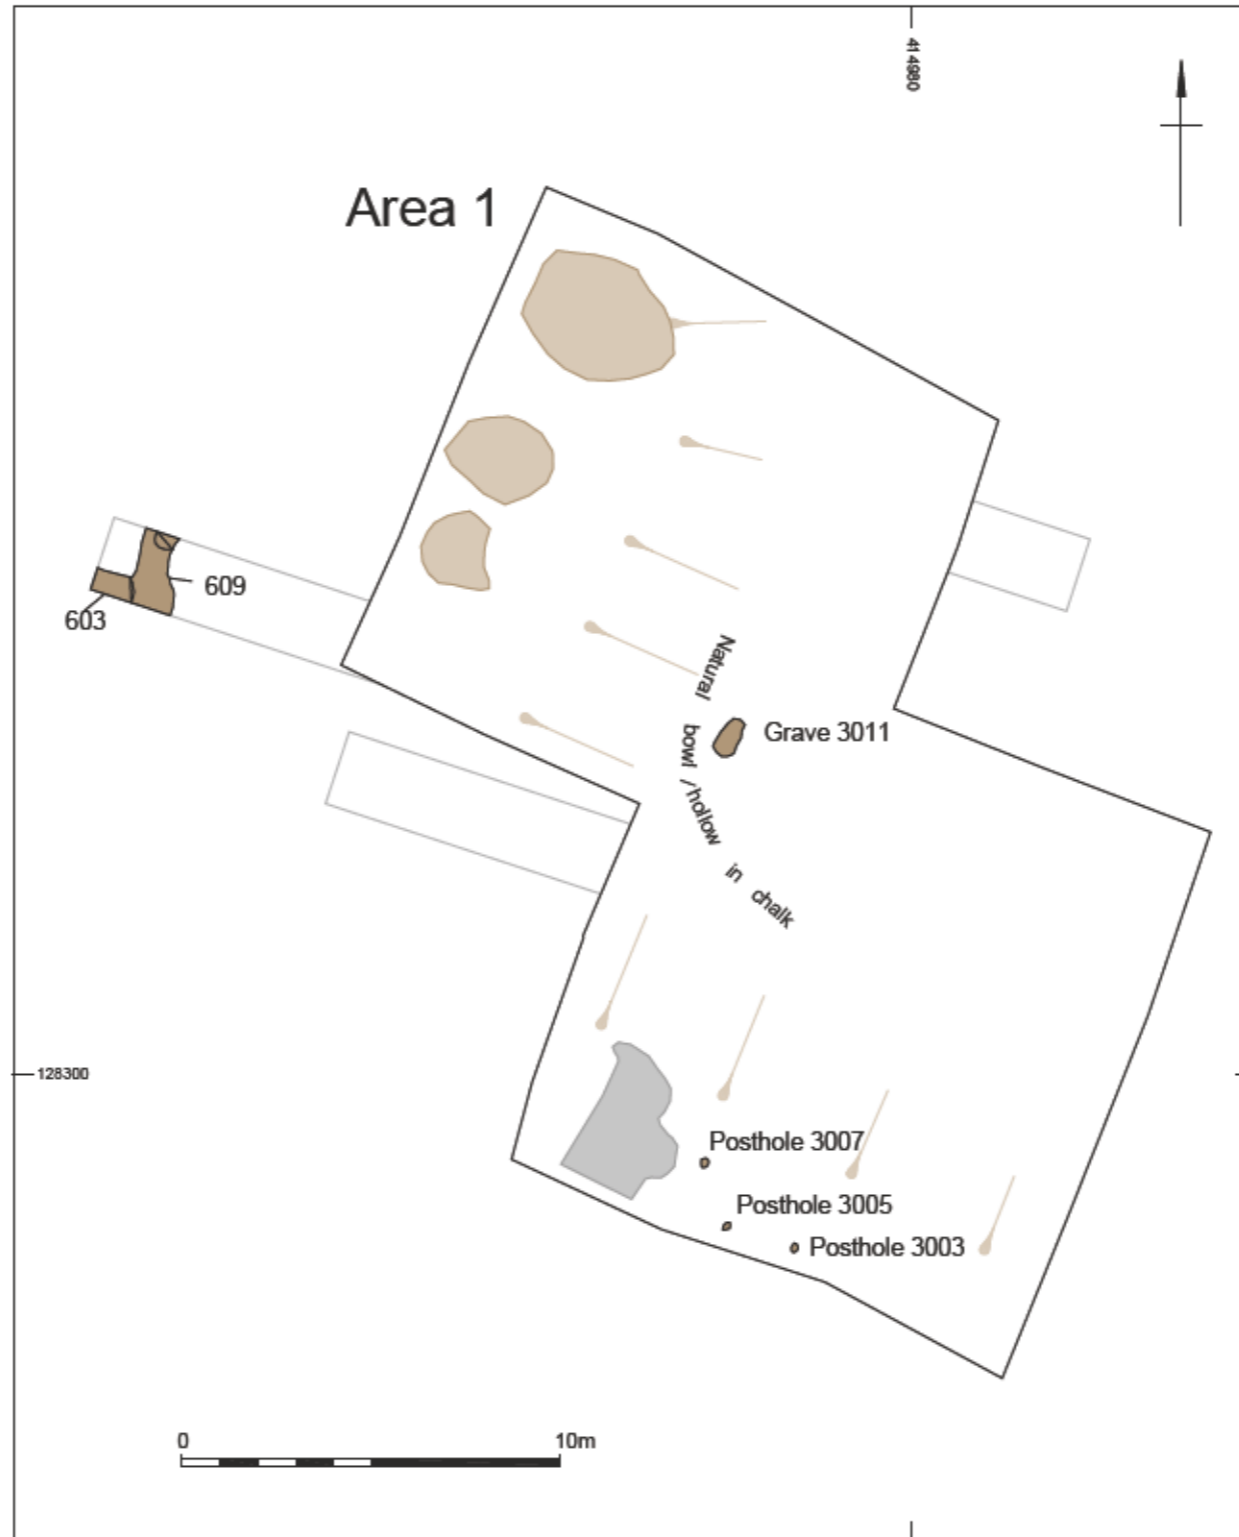 414980
Area 1
609
603
Natural bowl / hollow in chalk
Grave 3011
128300
Posthole 3007
Posthole 3005
Posthole 3003
0 10m